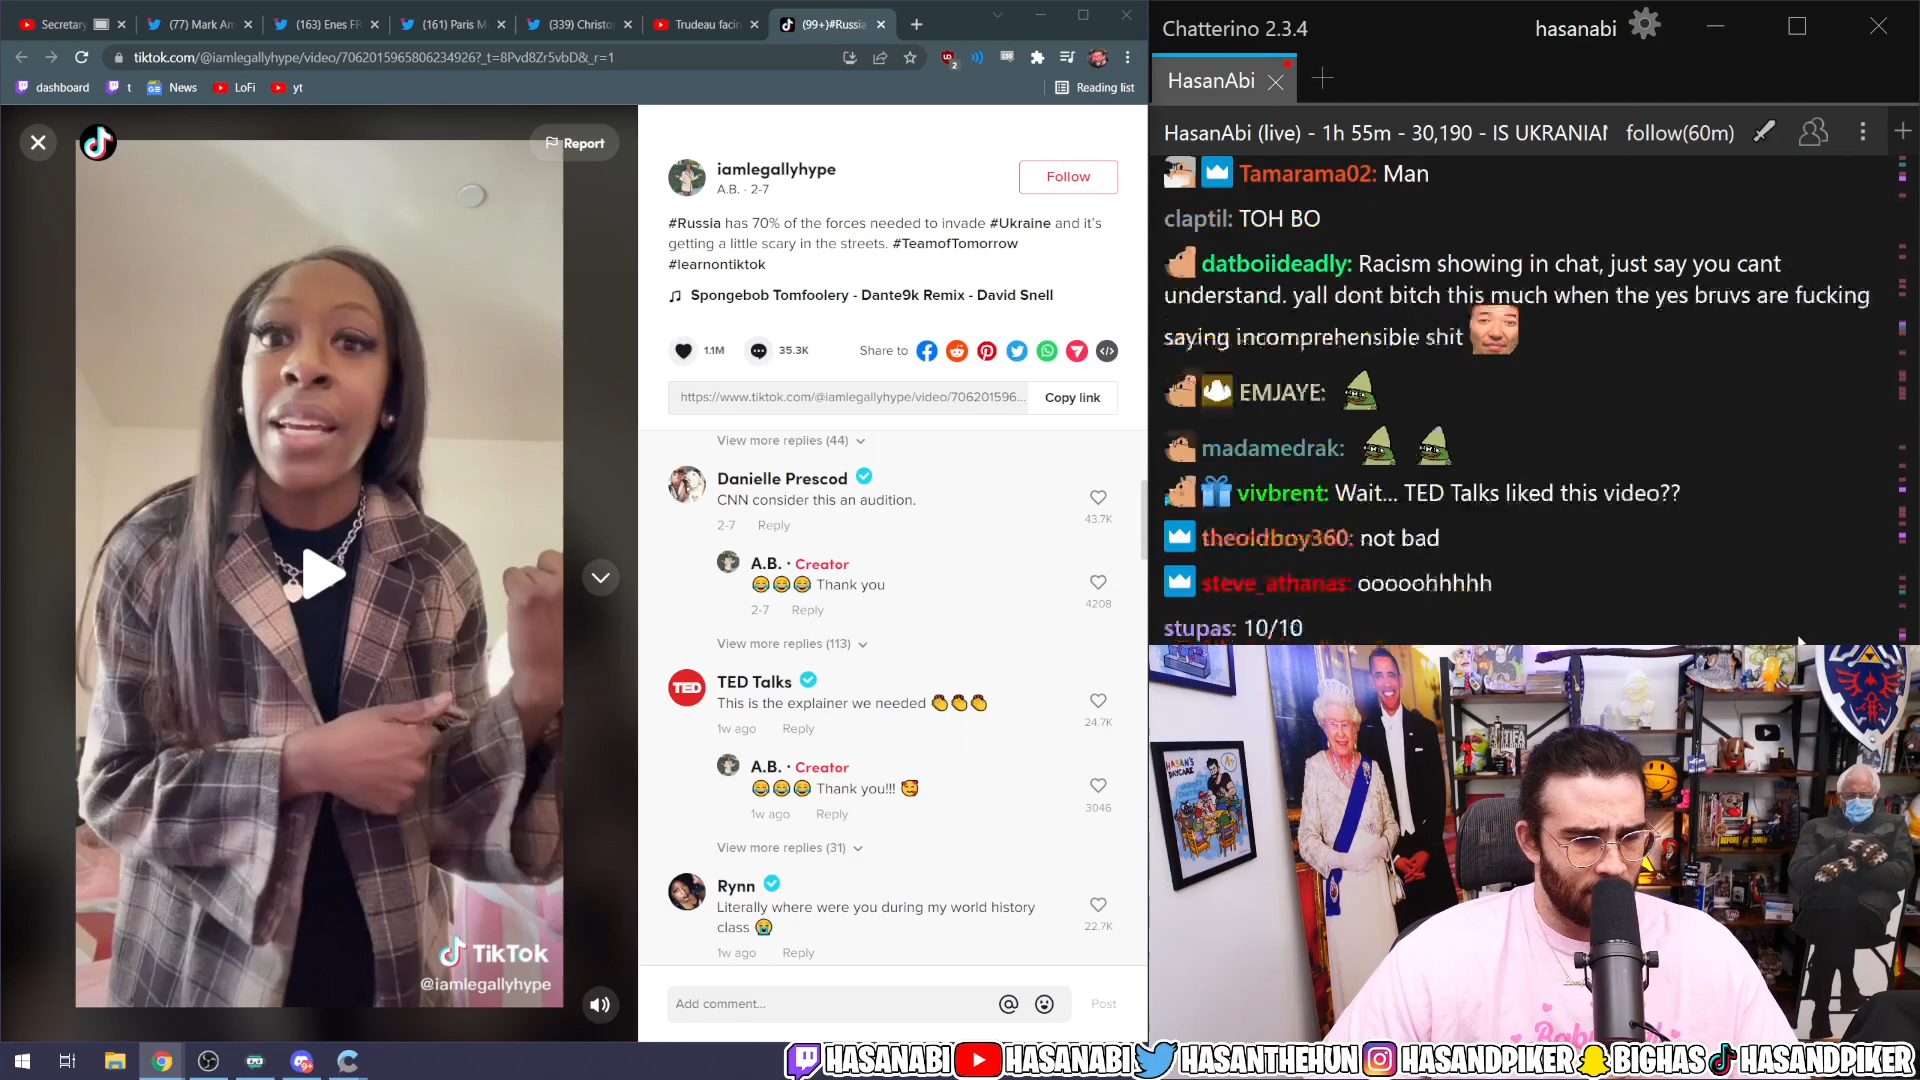 Secretary
(77) Mark Am
(163) Enes FR
(161) Paris M
(339) Christo
Trudeau facin
(99+)#Russia
tiktok.com/@iamlegallyhype/video/7062015965806234926?_t=8Pvd8Zr5vbD&_r=1
dashboard
t
News
LoFi
yt
Reading list
Report
TikTok
@iamlegallyhype
iamlegallyhype
A.B. · 2-7
Follow
#Russia has 70% of the forces needed to invade #Ukraine and it's
getting a little scary in the streets. #TeamofTomorrow
#learnontiktok
Spongebob Tomfoolery - Dante9k Remix - David Snell
1.1M
35.3K
Share to
https://www.tiktok.com/@iamlegallyhype/video/706201596...
Copy link
View more replies (44)
Danielle Prescod
CNN consider this an audition.
2-7 Reply
43.7K
A.B. · Creator
😂😂😂 Thank you
2-7 Reply
4208
View more replies (113)
TED
TED Talks
This is the explainer we needed 👏👏👏
1w ago Reply
24.7K
A.B. · Creator
😂😂😂 Thank you!!! 🥰
1w ago Reply
3046
View more replies (31)
Rynn
Literally where were you during my world history
class 😭
1w ago Reply
22.7K
Add comment...
Post
Chatterino 2.3.4
hasanabi
HasanAbi
HasanAbi (live) - 1h 55m - 30,190 - IS UKRANIAN
follow(60m)
Tamarama02: Man
claptil: TOH BO
datboiideadly: Racism showing in chat, just say you cant
understand. yall dont bitch this much when the yes bruvs are fucking
saying incomprehensible shit
EMJAYE:
madamedrak:
vivbrent: Wait... TED Talks liked this video??
theoldboy360: not bad
steve_athanas: ooooohhhhh
stupas: 10/10
HASAN'S
DAYCARE
HASANABI
HASANABI
HASANTHEHUN
HASANDPIKER
BIGHAS
HASANDPIKER